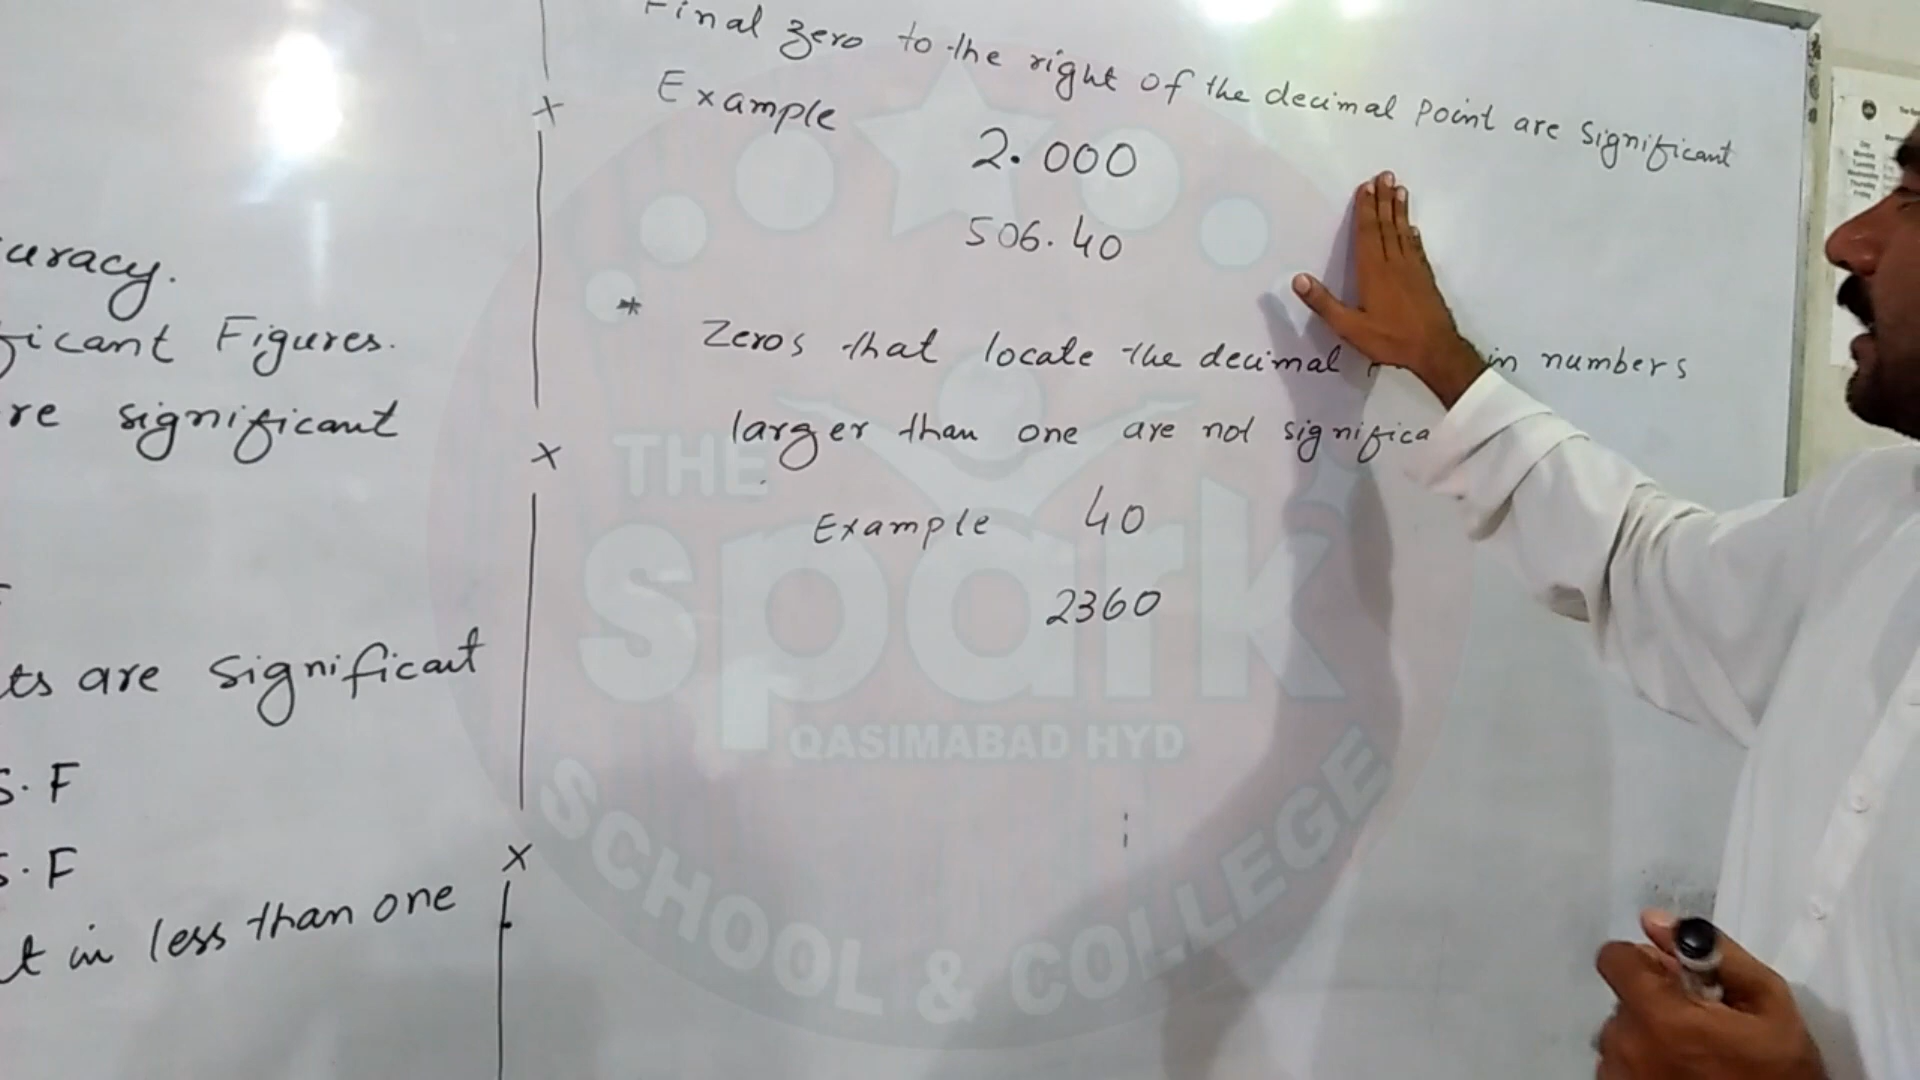 uracy.
ficant Figures.
re significant
ts are significant
S.F
S.F
t in less than one
Final zero to the right of the decimal point are significant
Example
2.000
506.40
* Zeros that locate the decimal in numbers
larger than one are not significa
Example 40
2360
THE
spark
QASIMABAD HYD
SCHOOL & COLLEGE